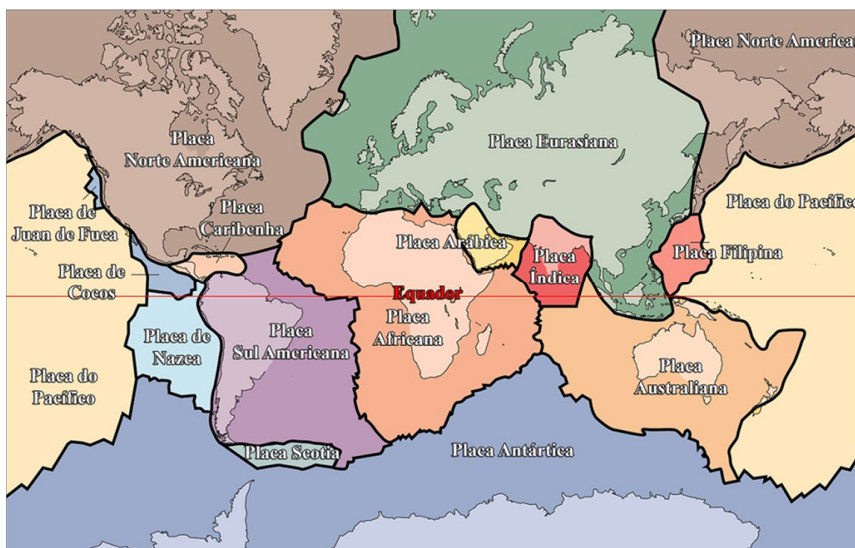 Placa Norte America
Placa
Norte Americana
Placa Eurasiana
Placa de
Juan de Fuca
Placa
Caribenha
Placa do Pacífico
Placa Arábica
Placa
Índica
Placa Filipina
Placa de
Cocos
Equador
Placa de
Nazca
Placa
Sul Americana
Placa
Africana
Placa do
Pacífico
Placa
Australiana
Placa Scotia
Placa Antártica